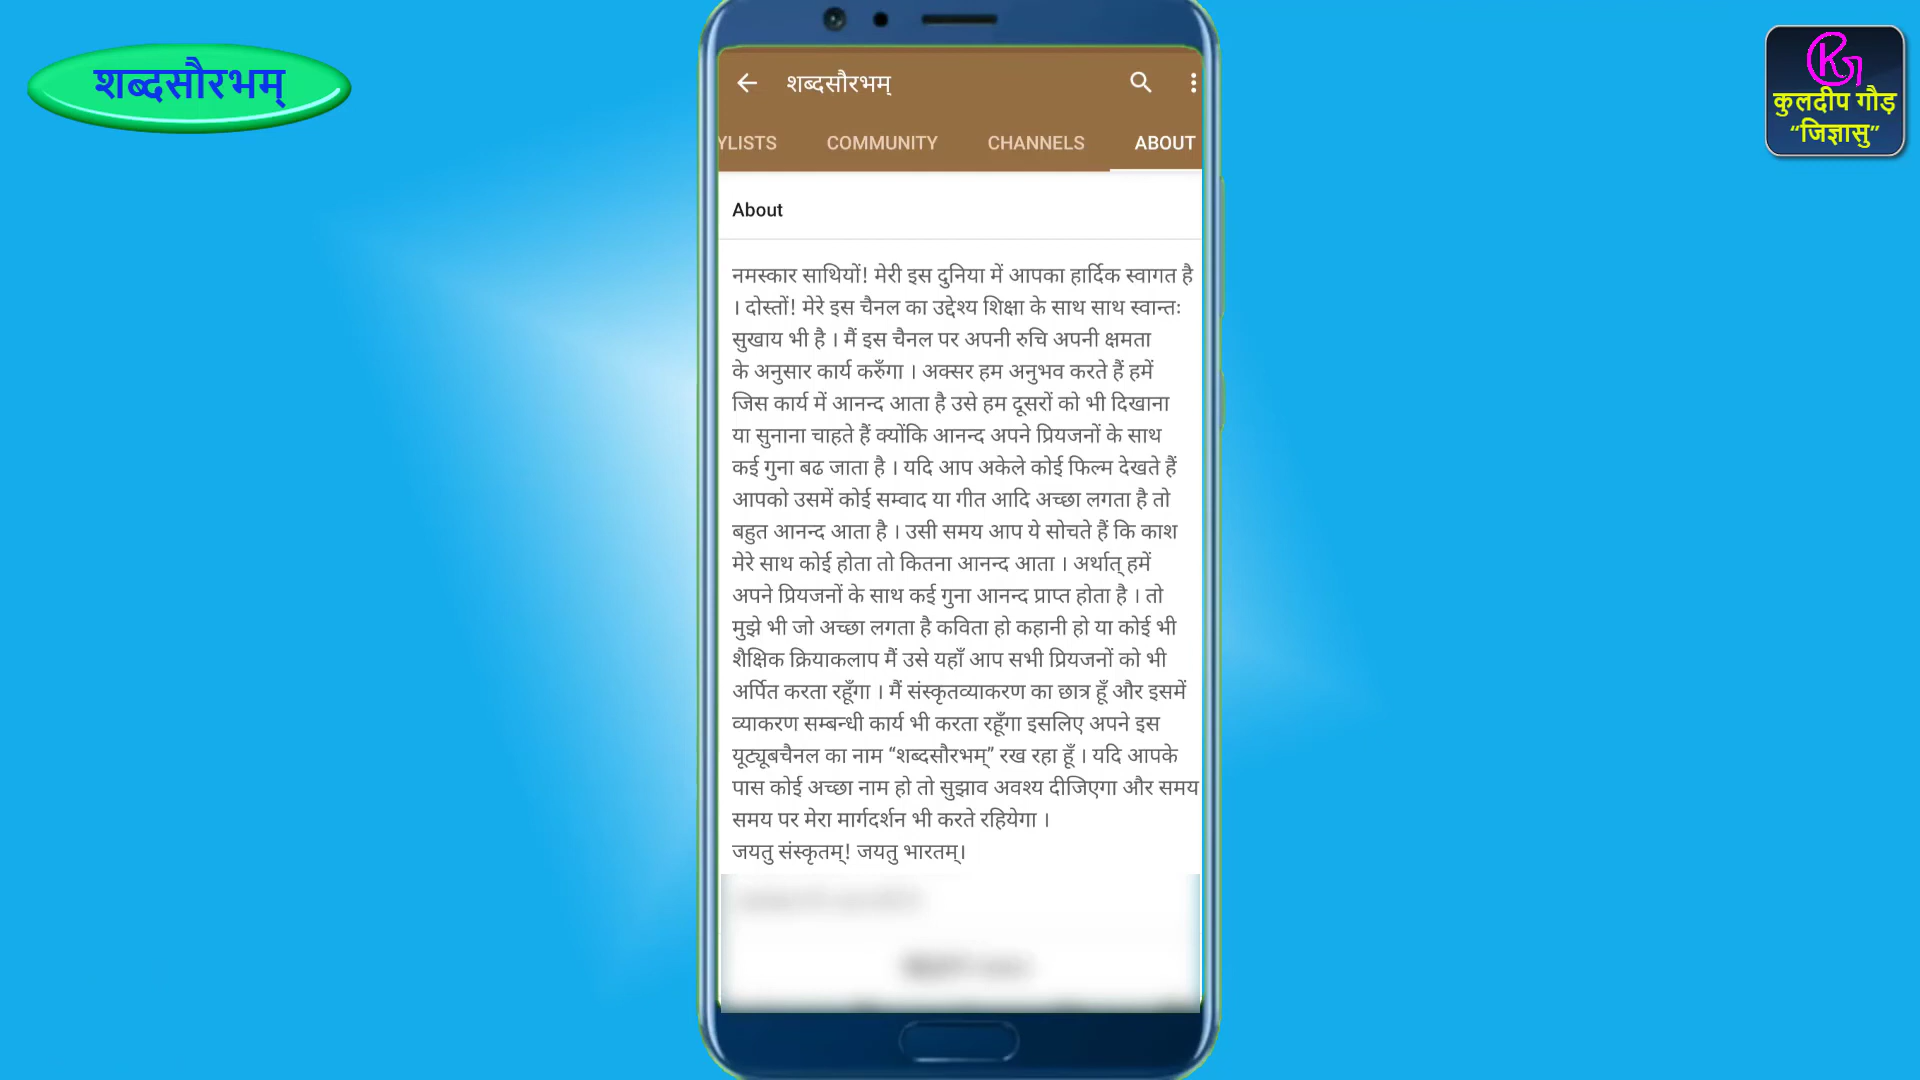 शब्दसौरभम्
कुलदीप गौड़
“जिज्ञासु”
शब्दसौरभम्
YLISTS COMMUNITY CHANNELS ABOUT
About
नमस्कार साथियों! मेरी इस दुनिया में आपका हार्दिक स्वागत है
। दोस्तों! मेरे इस चैनल का उद्देश्य शिक्षा के साथ साथ स्वान्तः
सुखाय भी है । मैं इस चैनल पर अपनी रुचि अपनी क्षमता
के अनुसार कार्य करुँगा । अक्सर हम अनुभव करते हैं हमें
जिस कार्य में आनन्द आता है उसे हम दूसरों को भी दिखाना
या सुनाना चाहते हैं क्योंकि आनन्द अपने प्रियजनों के साथ
कई गुना बढ जाता है । यदि आप अकेले कोई फिल्म देखते हैं
आपको उसमें कोई सम्वाद या गीत आदि अच्छा लगता है तो
बहुत आनन्द आता है । उसी समय आप ये सोचते हैं कि काश
मेरे साथ कोई होता तो कितना आनन्द आता । अर्थात् हमें
अपने प्रियजनों के साथ कई गुना आनन्द प्राप्त होता है । तो
मुझे भी जो अच्छा लगता है कविता हो कहानी हो या कोई भी
शैक्षिक क्रियाकलाप मैं उसे यहाँ आप सभी प्रियजनों को भी
अर्पित करता रहूँगा । मैं संस्कृतव्याकरण का छात्र हूँ और इसमें
व्याकरण सम्बन्धी कार्य भी करता रहूँगा इसलिए अपने इस
यूट्यूबचैनल का नाम “शब्दसौरभम्” रख रहा हूँ । यदि आपके
पास कोई अच्छा नाम हो तो सुझाव अवश्य दीजिएगा और समय
समय पर मेरा मार्गदर्शन भी करते रहियेगा ।
जयतु संस्कृतम्! जयतु भारतम्।